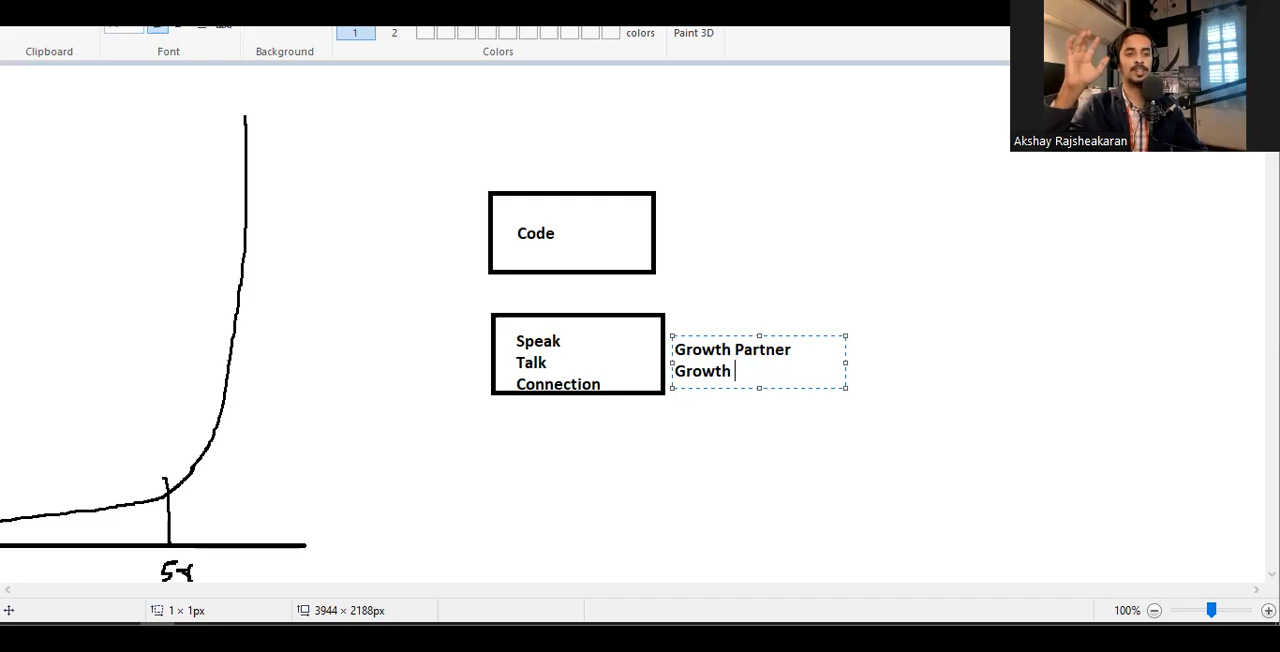 1
2
colors
Paint 3D
Clipboard
Font
Background
Colors
Akshay Rajsheakaran
Code
Speak
Talk
Connection
Growth Partner
Growth
1 × 1px
3944 × 2188px
100%